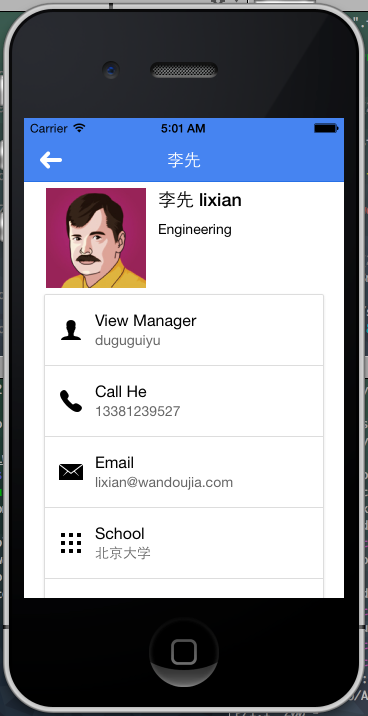 Carrier 5:01 AM
李先
李先 lixian
Engineering
View Manager
duguguiyu
Call He
13381239527
Email
lixian@wandoujia.com
School
北京大学